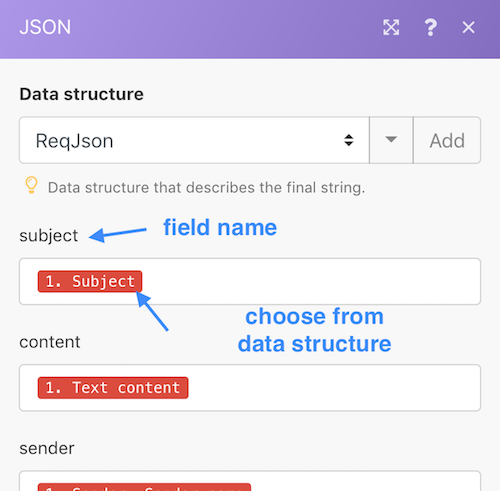 JSON
?
Data structure
ReqJson
Add
Data structure that describes the final string.
subject
field name
1. Subject
choose from
data structure
content
1. Text content
sender